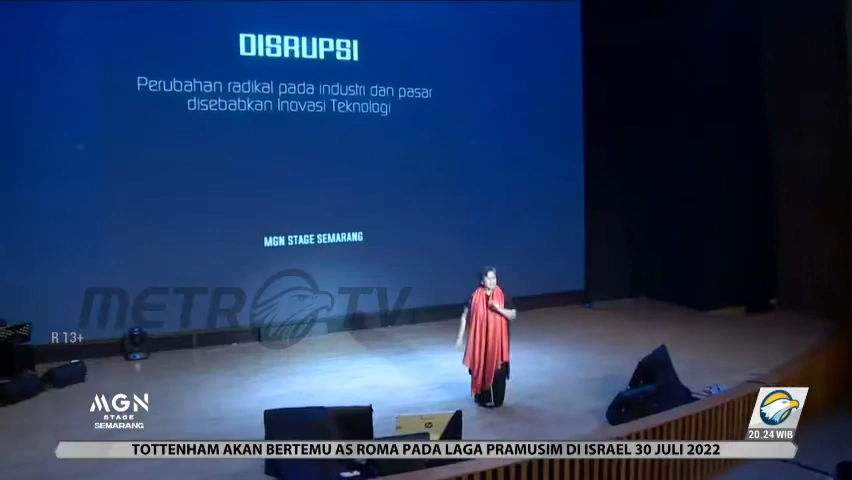 DISRUPSI
Perubahan radikal pada industri dan pasar
disebabkan Inovasi Teknologi
MGN STAGE SEMARANG
METRO TV
R 13+
MGN
STAGE
SEMARANG
20.24 WIB
TOTTENHAM AKAN BERTEMU AS ROMA PADA LAGA PRAMUSIM DI ISRAEL 30 JULI 2022